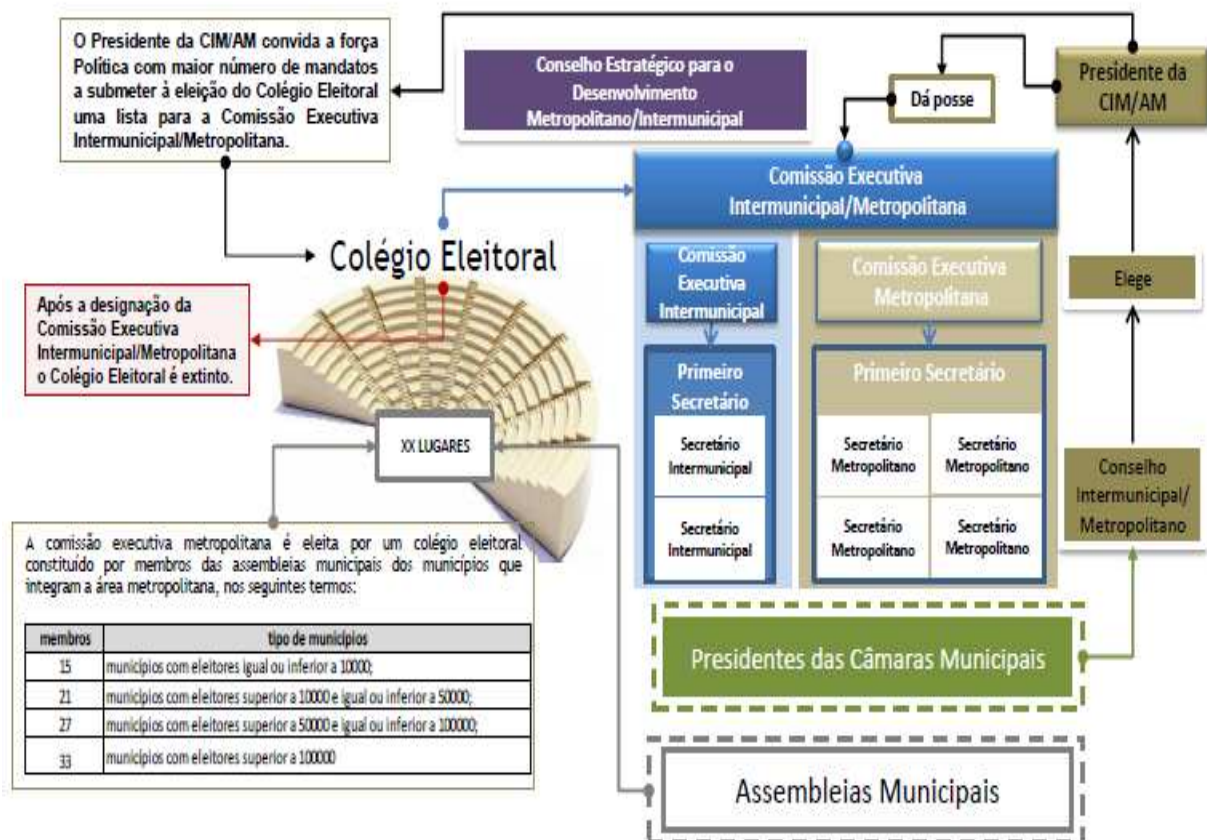 O Presidente da CIM/AM convida a força
Política com maior número de mandatos
a submeter à eleição do Colégio Eleitoral
uma lista para a Comissão Executiva
Intermunicipal/Metropolitana.
Conselho Estratégico para o
Desenvolvimento
Metropolitano/Intermunicipal
Dá posse
Presidente da
CIM/AM
Comissão Executiva
Intermunicipal/Metropolitana
Colégio Eleitoral
Após a designação da
Comissão Executiva
Intermunicipal/Metropolitana
o Colégio Eleitoral é extinto.
Comissão
Executiva
Intermunicipal
Comissão Executiva
Metropolitana
Elege
Primeiro
Secretário
Secretário
Intermunicipal
Secretário
Intermunicipal
Primeiro Secretário
Secretário
Metropolitano
Secretário
Metropolitano
Secretário
Metropolitano
Secretário
Metropolitano
Conselho
Intermunicipal/
Metropolitano
XX LUGARES
A comissão executiva metropolitana é eleita por um colégio eleitoral
constituído por membros das assembleias municipais dos municípios que
integram a área metropolitana, nos seguintes termos:
membros tipo de municípios
15 municípios com eleitores igual ou inferior a 10000;
21 municípios com eleitores superior a 10000 e igual ou inferior a 50000;
27 municípios com eleitores superior a 50000 e igual ou inferior a 100000;
33 municípios com eleitores superior a 100000
Presidentes das Câmaras Municipais
Assembleias Municipais